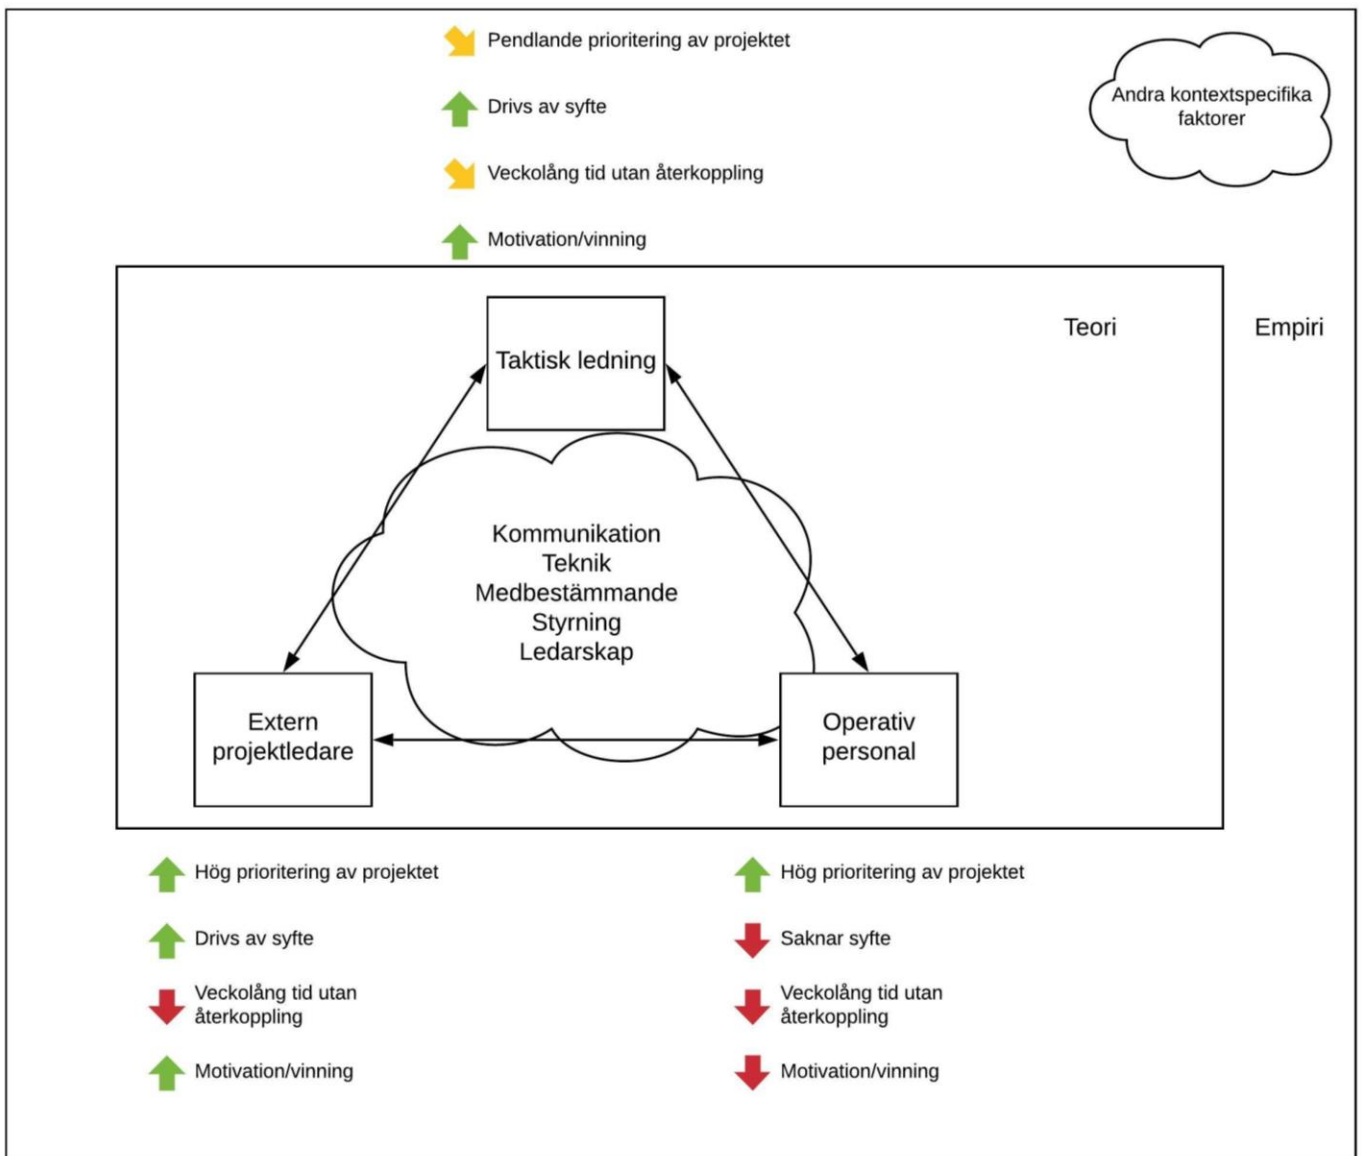 Pendlande prioritering av projektet
Drivs av syfte
Veckolång tid utan återkoppling
Motivation/vinning
Andra kontextspecifika
faktorer
Teori
Empiri
Taktisk ledning
Kommunikation
Teknik
Medbestämmande
Styrning
Ledarskap
Extern
projektledare
Operativ
personal
Hög prioritering av projektet
Drivs av syfte
Veckolång tid utan
återkoppling
Motivation/vinning
Hög prioritering av projektet
Saknar syfte
Veckolång tid utan
återkoppling
Motivation/vinning